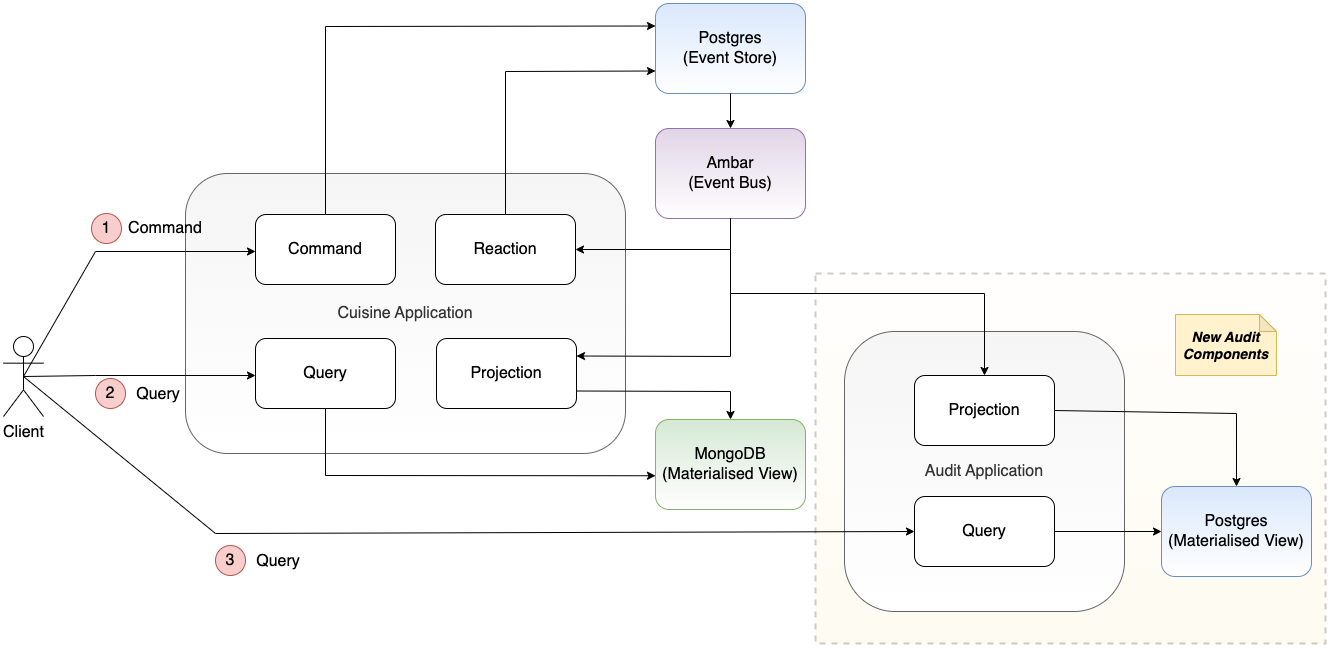 Postgres
(Event Store)
Ambar
(Event Bus)
1
Command
Command
Reaction
Cuisine Application
New Audit
Components
Query
Projection
2
Query
Client
Projection
MongoDB
(Materialised View)
Audit Application
Query
Postgres
(Materialised View)
3
Query